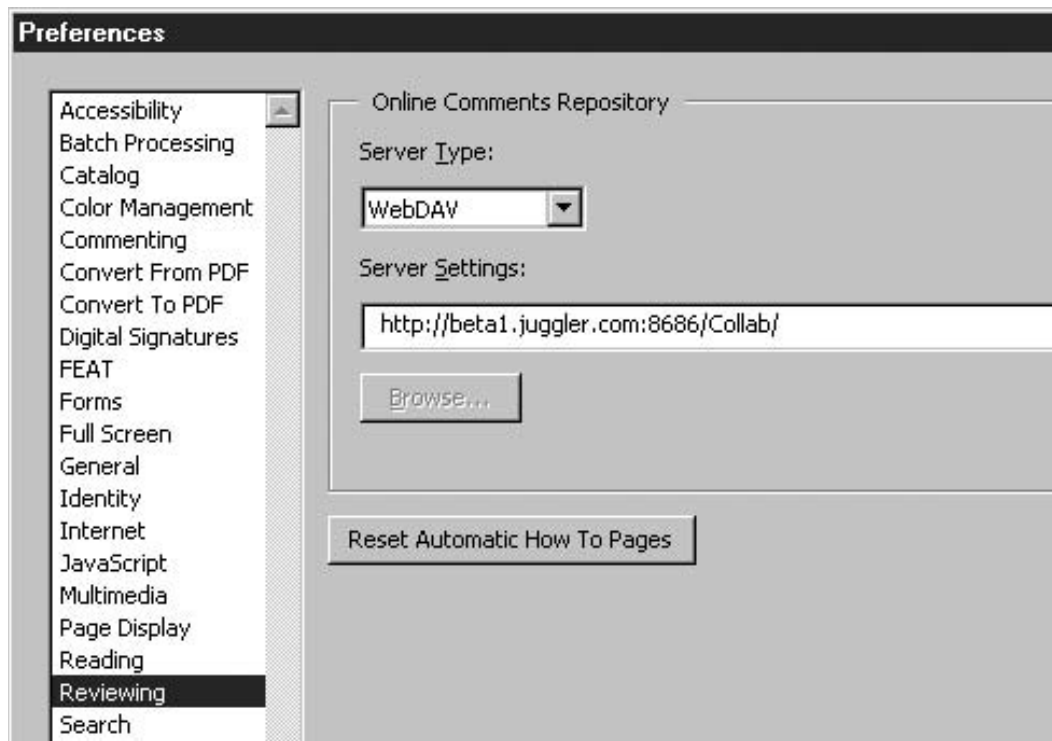 Preferences
Accessibility
Batch Processing
Catalog
Color Management
Commenting
Convert From PDF
Convert To PDF
Digital Signatures
FEAT
Forms
Full Screen
General
Identity
Internet
JavaScript
Multimedia
Page Display
Reading
Reviewing
Search
Online Comments Repository
Server Type:
WebDAV
Server Settings:
http://beta1.juggler.com:8686/Collab/
Browse...
Reset Automatic How To Pages